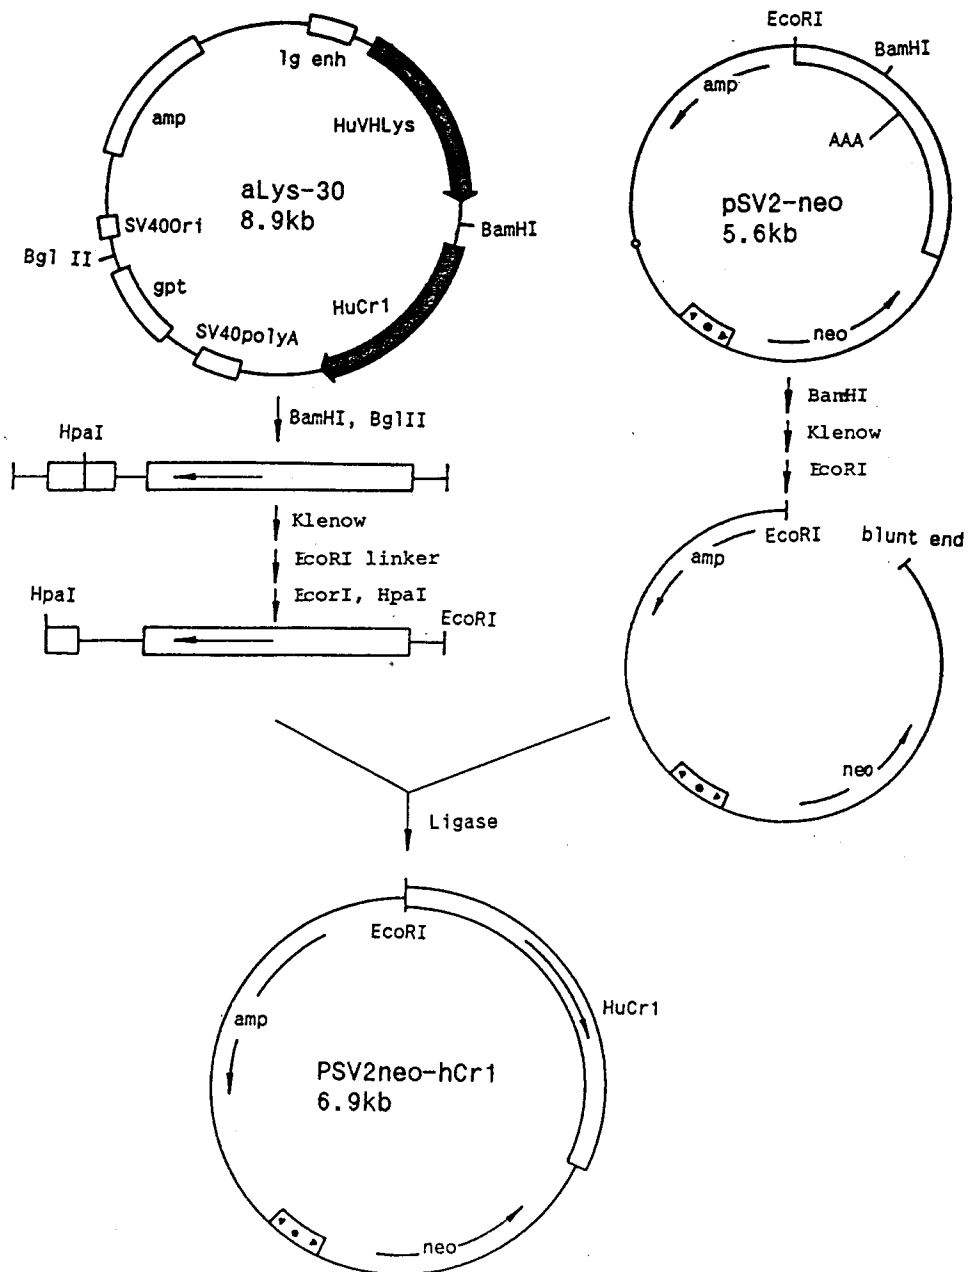 Ig enh
amp
HuVHLys
aLys-30
8.9kb
SV40Ori
BamHI
Bgl II
gpt
HuCr1
SV40polyA
EcoRI
BamHI
amp
AAA
pSV2-neo
5.6kb
neo
BamHI, BglII
HpaI
Klenow
EcoRI linker
EcorI, HpaI
HpaI
EcoRI
BamHI
Klenow
EcoRI
EcoRI
blunt end
amp
neo
Ligase
EcoRI
amp
HuCr1
PSV2neo-hCr1
6.9kb
neo